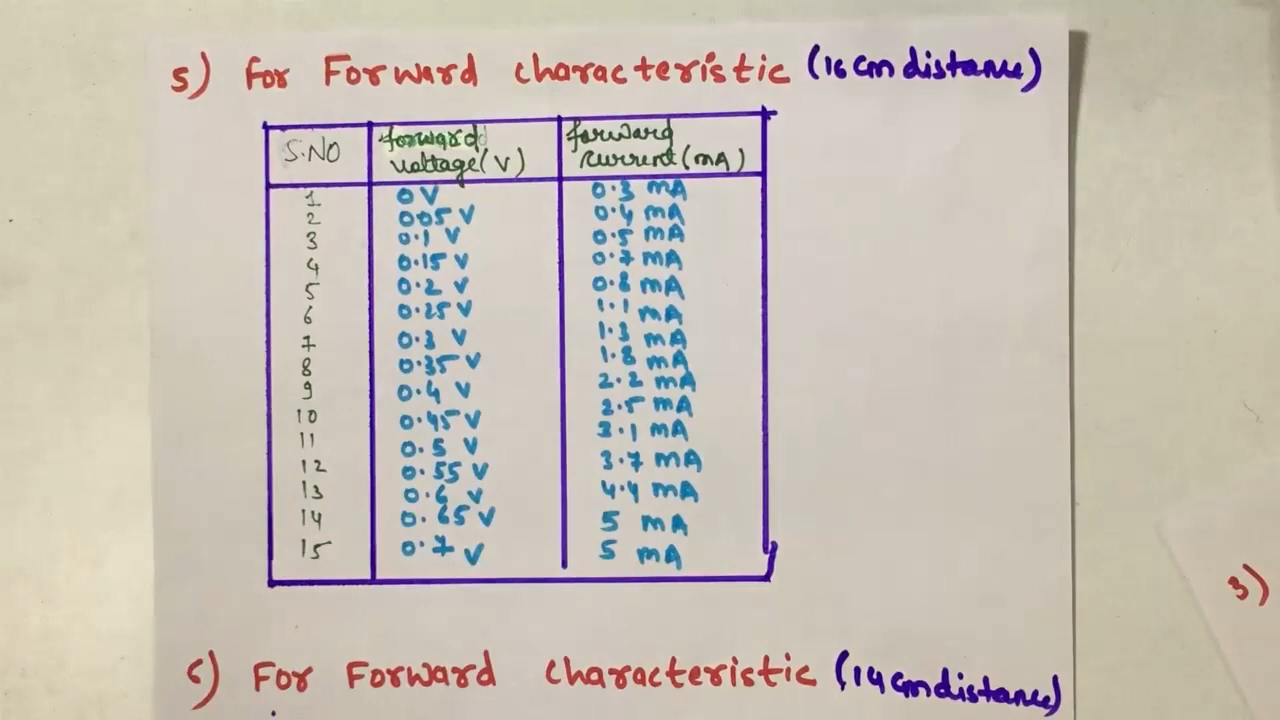 5) For Forward characteristic (16 cm distance)
S.NO forward voltage (V) forward current (mA)
1 0 V 0.3 mA
2 0.05 V 0.4 mA
3 0.1 V 0.5 mA
4 0.15 V 0.7 mA
5 0.2 V 0.8 mA
6 0.25 V 1.1 mA
7 0.3 V 1.3 mA
8 0.35 V 1.8 mA
9 0.4 V 2.2 mA
10 0.45 V 2.5 mA
11 0.5 V 3.1 mA
12 0.55 V 3.7 mA
13 0.6 V 4.4 mA
14 0.65 V 5 mA
15 0.7 V 5 mA
3)
6) For Forward characteristic (14 cm distance)